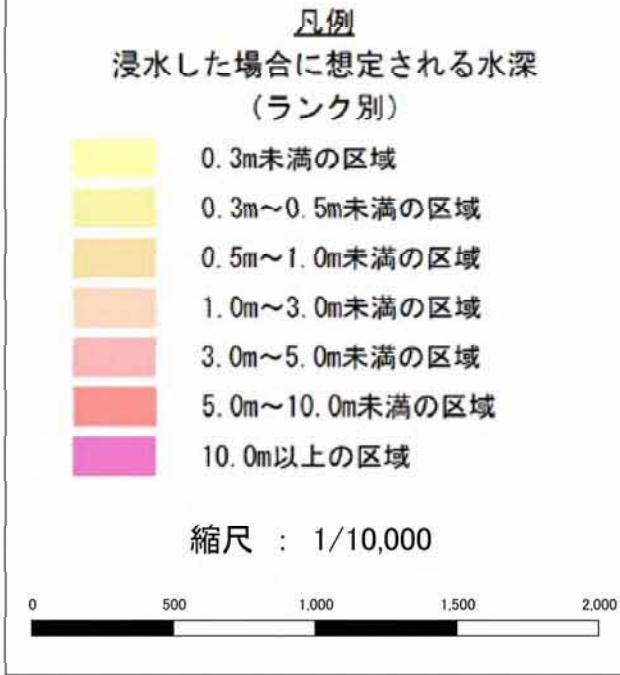 凡例
浸水した場合に想定される水深
(ランク別)
0.3m未満の区域
0.3m～0.5m未満の区域
0.5m～1.0m未満の区域
1.0m～3.0m未満の区域
3.0m～5.0m未満の区域
5.0m～10.0m未満の区域
10.0m以上の区域
縮尺 : 1/10,000
0 500 1,000 1,500 2,000